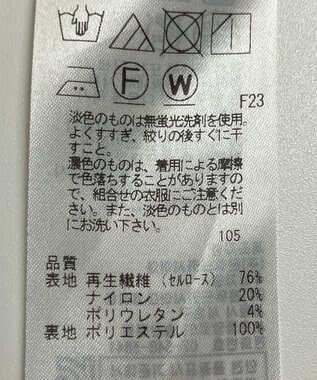 F W
F23
淡色のものは無蛍光洗剤を使用。
よくすすぎ、絞りの後すぐに干
すこと。
濃色のものは、着用による摩擦
で色落ちすることがありますの
で、組合せの衣服にご注意くだ
さい。また、淡色のものとは別
にお洗い下さい。
105
品質
表地 再生繊維(セルロース) 76%
ナイロン 20%
ポリウレタン 4%
裏地 ポリエステル 100%